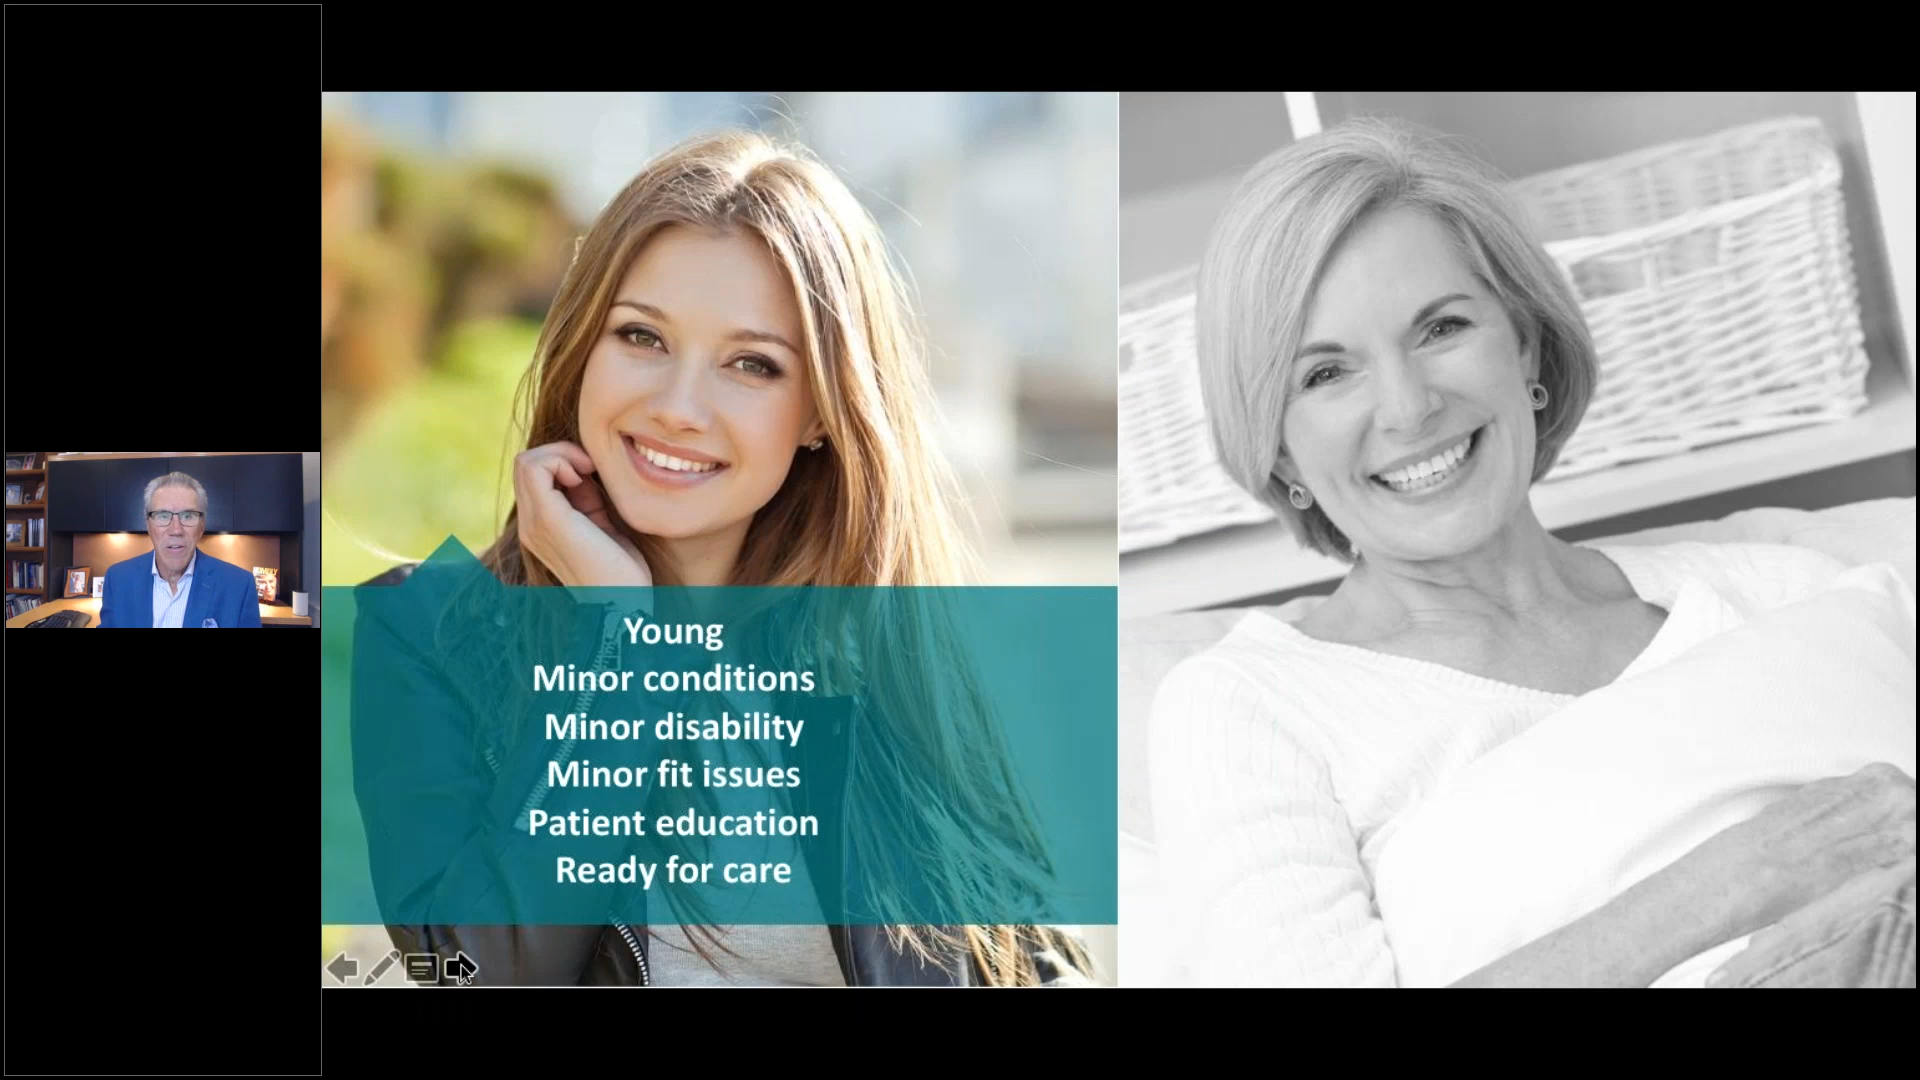 Young
Minor conditions
Minor disability
Minor fit issues
Patient education
Ready for care